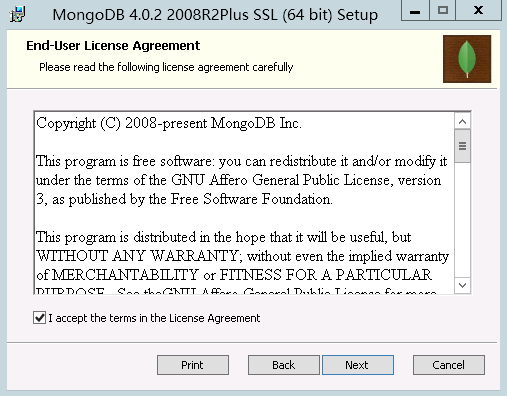 MongoDB 4.0.2 2008R2Plus SSL (64 bit) Setup
End-User License Agreement
Please read the following license agreement carefully
Copyright (C) 2008-present MongoDB Inc.
This program is free software: you can redistribute it and/or modify it
under the terms of the GNU Affero General Public License, version
3, as published by the Free Software Foundation.
This program is distributed in the hope that it will be useful, but
WITHOUT ANY WARRANTY; without even the implied warranty
of MERCHANTABILITY or FITNESS FOR A PARTICULAR
PURPOSE. See theGNU Affero General Public License for more
I accept the terms in the License Agreement
Print
Back
Next
Cancel